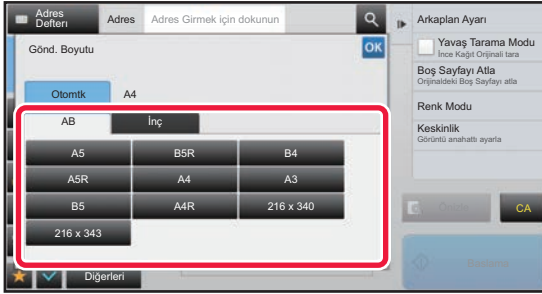 Adres
Defterı
Adres
Adres Girmek için dokunun
Gönd. Boyutu
OK
Otomtk
A4
AB
İnç
A5
B5R
B4
A5R
A4
A3
B5
A4R
216 x 340
216 x 343
Diğerleri
Arkaplan Ayarı
Yavaş Tarama Modu
İnce Kağıt Orijinali tara
Boş Sayfayı Atla
Orijinaldeki Boş Sayfayı atla
Renk Modu
Keskinlik
Görüntü anahattı ayarla
CA